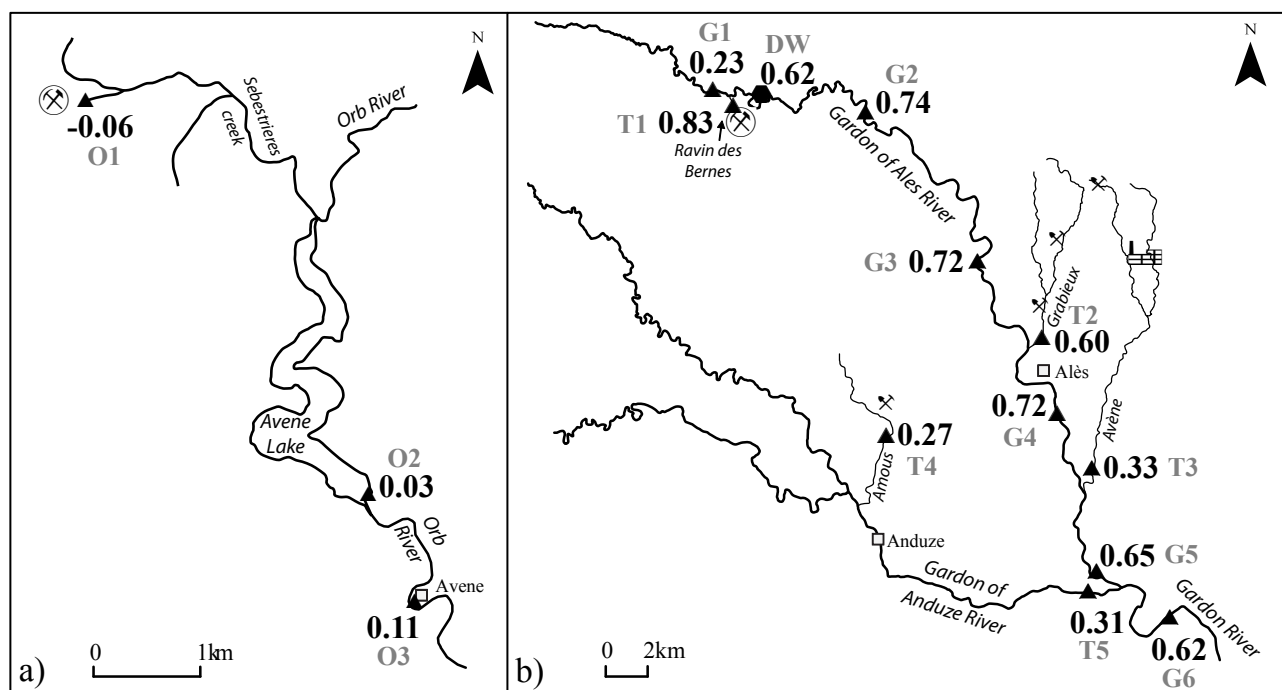 N
-0.06
O1
Sebestrieres
creek
Orb River
Avene
Lake
O2
0.03
Orb
River
Avene
0.11
O3
0
1km
a)
N
G1
0.23
DW
0.62
G2
0.74
T1
0.83
Ravin des
Bernes
Gardon of Ales River
G3
0.72
Grabieux
T2
0.60
Alès
0.72
G4
Avène
0.33
T3
0.27
T4
Amous
Anduze
0.65
G5
Gardon of
Anduze River
0.31
T5
Gardon River
0.62
G6
0
2km
b)